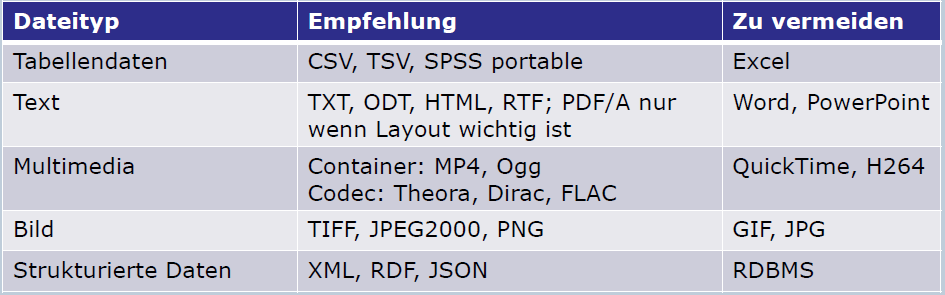 Dateityp Empfehlung Zu vermeiden
Tabellendaten CSV, TSV, SPSS portable Excel
Text TXT, ODT, HTML, RTF; PDF/A nur Word, PowerPoint
wenn Layout wichtig ist
Multimedia Container: MP4, Ogg QuickTime, H264
Codec: Theora, Dirac, FLAC
Bild TIFF, JPEG2000, PNG GIF, JPG
Strukturierte Daten XML, RDF, JSON RDBMS